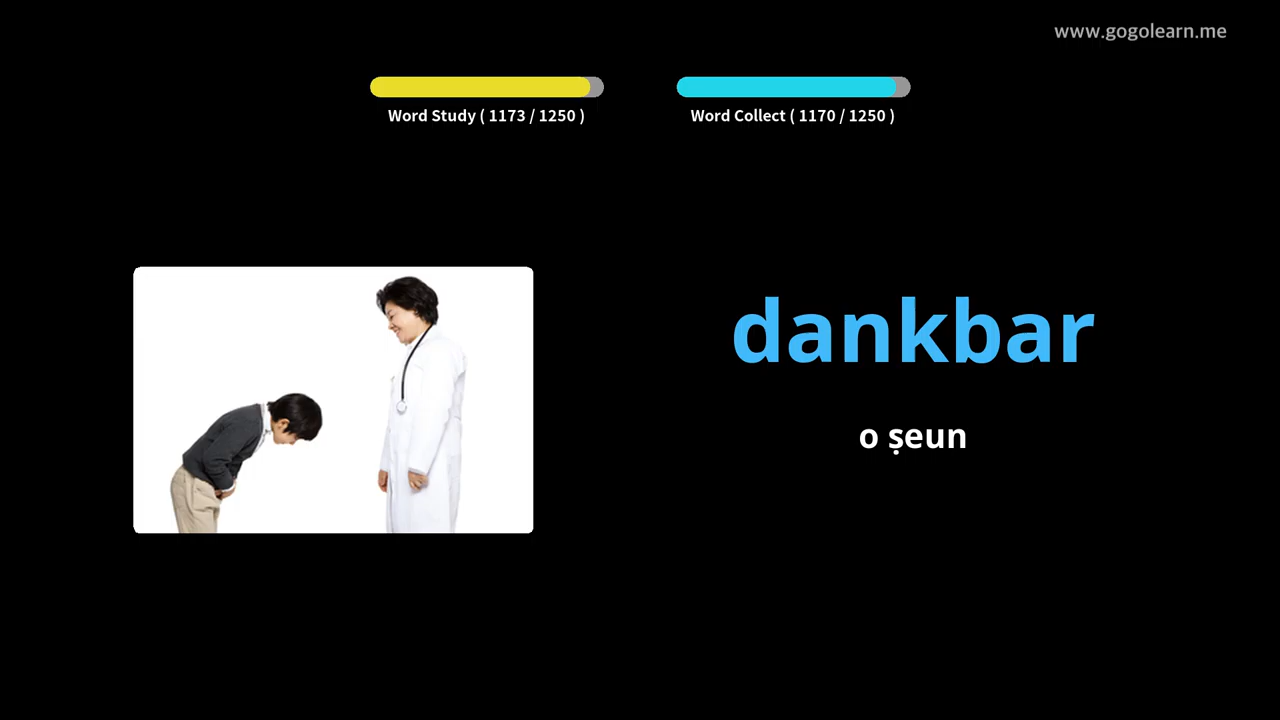 www.gogolearn.me
Word Study ( 1173 / 1250 )
Word Collect ( 1170 / 1250 )
dankbar
o ṣeun